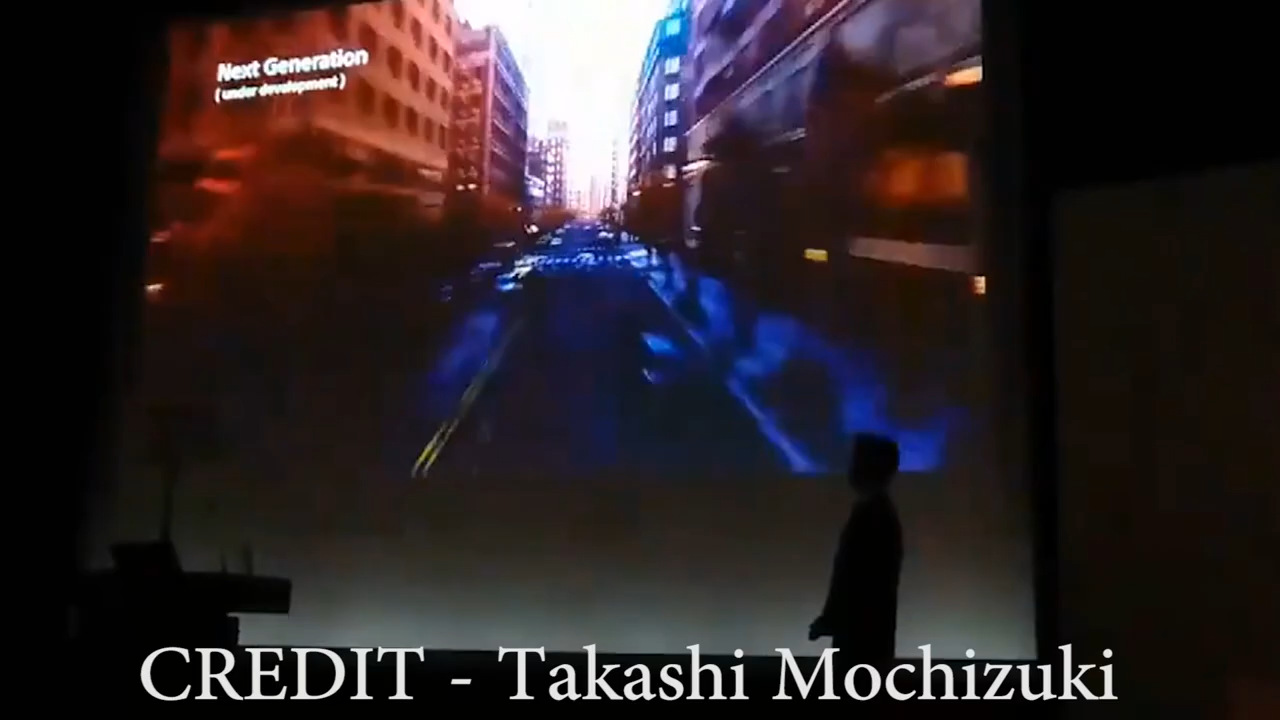 Next Generation
( under development )
CREDIT - Takashi Mochizuki